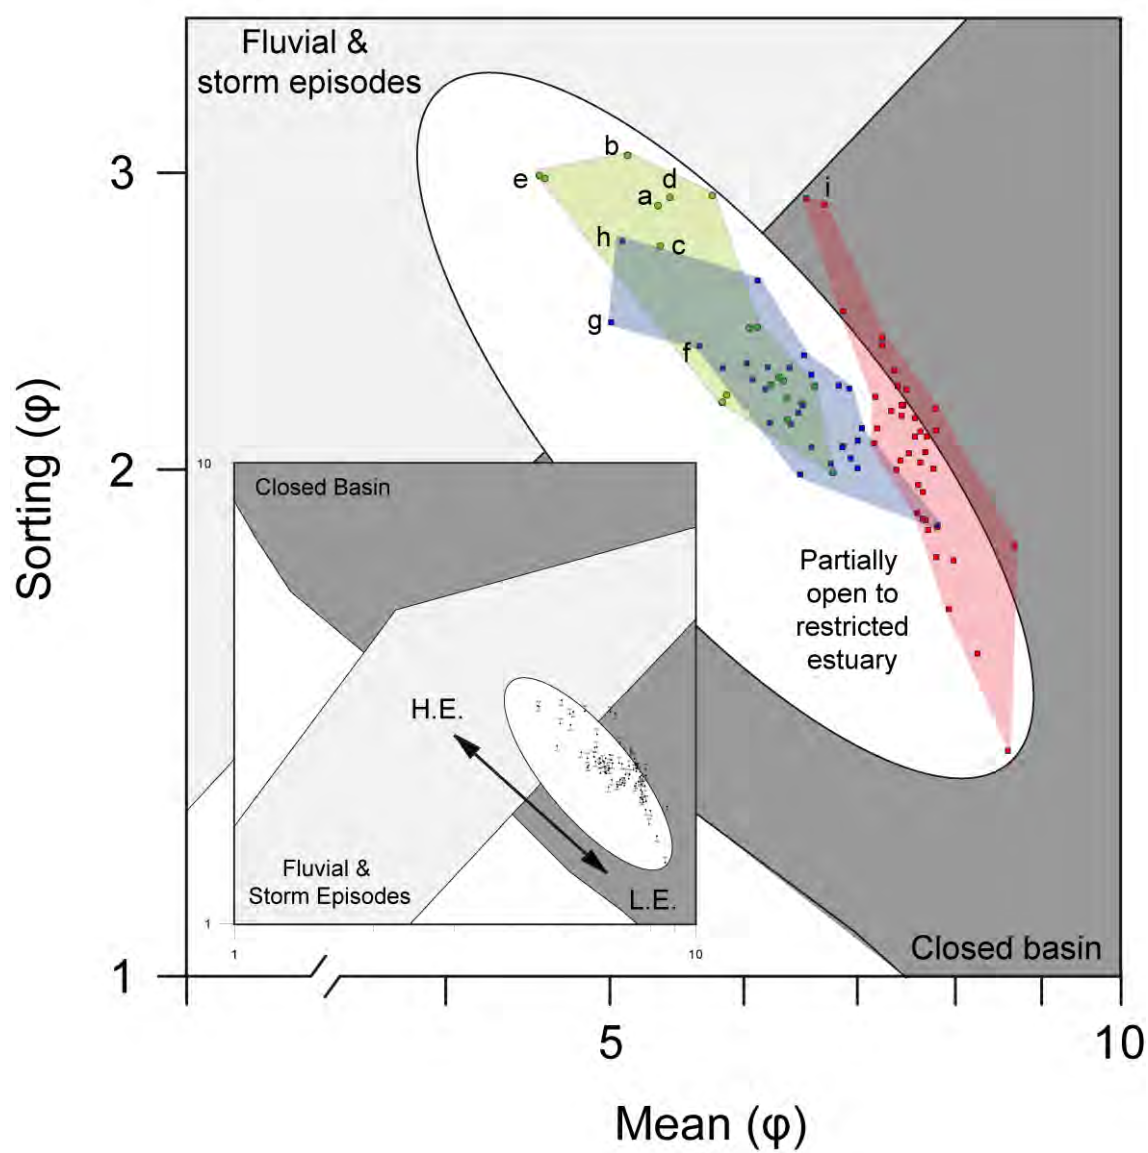 Fluvial &
storm episodes
3
b
e
d
a
i
h
c
g
f
2
Sorting (φ)
10
Closed Basin
Partially
open to
restricted
estuary
H.E.
Fluvial &
Storm Episodes
L.E.
1
1
10
Closed basin
1
5
10
Mean (φ)